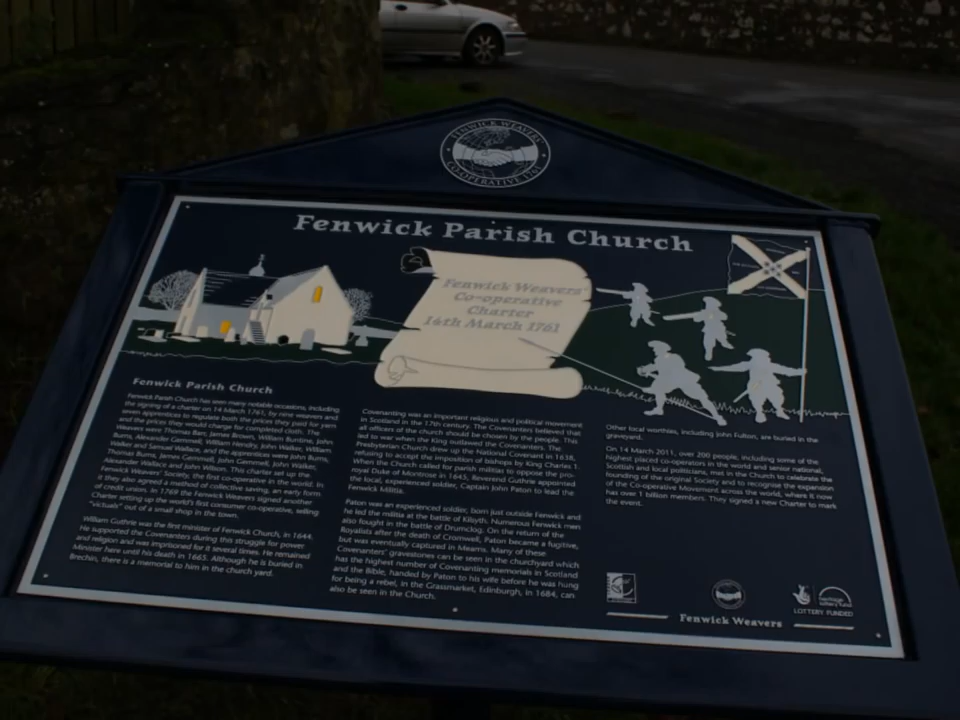 FENWICK WEAVERS
CO-OPERATIVE 1761
Fenwick Parish Church
Fenwick Weavers'
Co-operative
Charter
16th March 1761
Fenwick Parish Church
Fenwick Parish Church has seen many notable occasions, including
the signing of a charter on 14 March 1761, by nine weavers and
seven apprentices to regulate both the prices they paid for yarn
and the prices they would charge for completed cloth. The
Weavers were Thomas Barr, James Brown, William Buntine, John
Burns, Alexander Gemmell, William Hendry, John Walker, William
Walker and Samuel Wallace, and the apprentices were John Burns,
Thomas Burns, James Gemmell, John Gemmell, John Walker,
Alexander Wallace and John Wilson. This charter set up the
Fenwick Weavers' Society, the first co-operative in the world. In
it they also agreed a method of collective saving, an early form
of credit union. In 1769 the Fenwick Weavers signed another
Charter setting up the world's first consumer co-operative, selling
"victuals" out of a small shop in the town.
William Guthrie was the first minister of Fenwick Church, in 1644.
He supported the Covenanters during this struggle for power
and religion and was imprisoned for it several times. He remained
Minister here until his death in 1665. Although he is buried in
Brechin, there is a memorial to him in the church yard.
Covenanting was an important religious and political movement
in Scotland in the 17th century. The Covenanters believed that
all officers of the church should be chosen by the people. This
led to war when the King outlawed the Covenanters. The
Presbyterian Church drew up the National Covenant in 1638,
refusing to accept the imposition of bishops by King Charles 1.
When the Church called for parish militias to oppose the pro-
royal Duke of Montrose in 1645, Reverend Guthrie appointed
the local, experienced soldier, Captain John Paton to lead the
Fenwick Militia.
Paton was an experienced soldier, born just outside Fenwick and
he led the militia at the battle of Kilsyth. Numerous Fenwick men
also fought in the battle of Drumclog. On the return of the
Royalists after the death of Cromwell, Paton became a fugitive,
but was eventually captured in Mearns. Many of these
Covenanters' gravestones can be seen in the churchyard which
has the highest number of Covenanting memorials in Scotland
and the Bible, handed by Paton to his wife before he was hung
for being a rebel, in the Grassmarket, Edinburgh, in 1684, can
also be seen in the Church.
Other local worthies, including John Fulton, are buried in the
graveyard.
On 14 March 2011, over 200 people, including some of the
highest placed co-operators in the world and senior national,
Scottish and local politicians, met in the Church to celebrate the
founding of the original Society and to recognise the expansion
of the Co-operative Movement across the world, where it now
has over 1 billion members. They signed a new Charter to mark
the event.
Fenwick Weavers
heritage
lottery fund
LOTTERY FUNDED